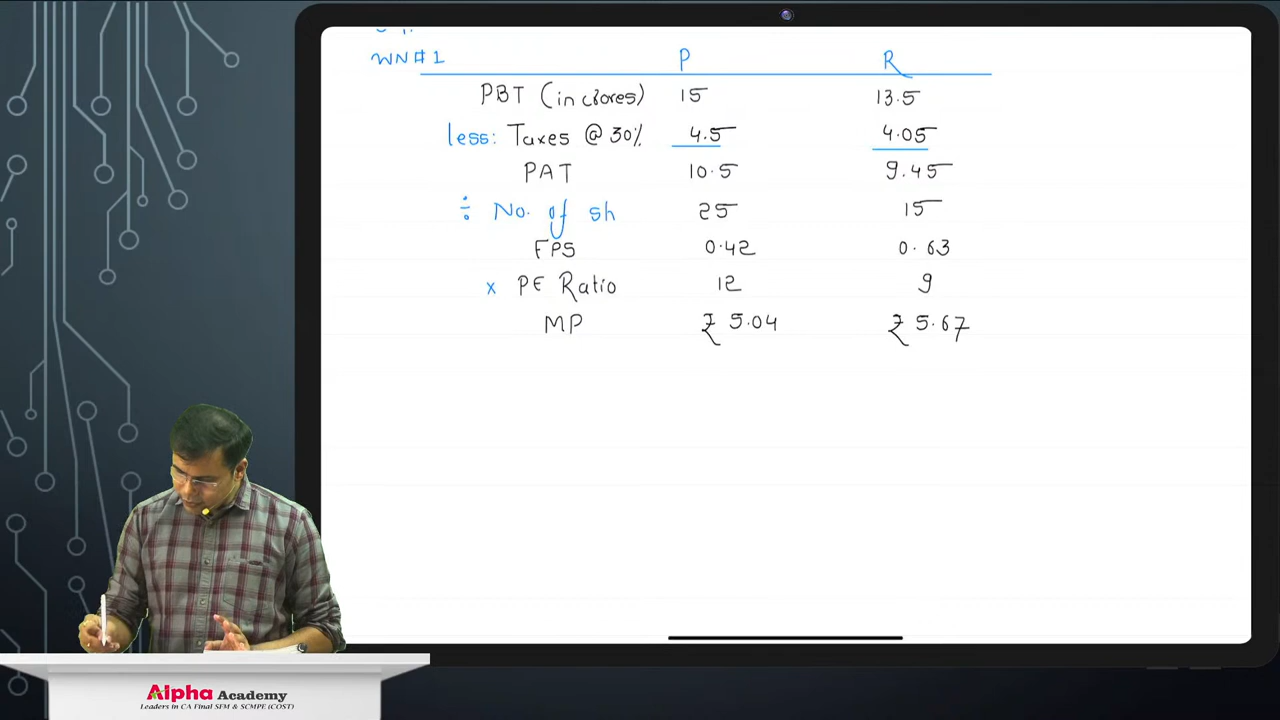 WN#1 P R
PBT (in crores) 15 13.5
less: Taxes @ 30% 4.5 4.05
PAT 10.5 9.45
÷ No. of sh 25 15
EPS 0.42 0.63
x PE Ratio 12 9
MP ₹ 5.04 ₹ 5.67
Alpha Academy
Leaders in CA Final SFM & SCMPE (COST)